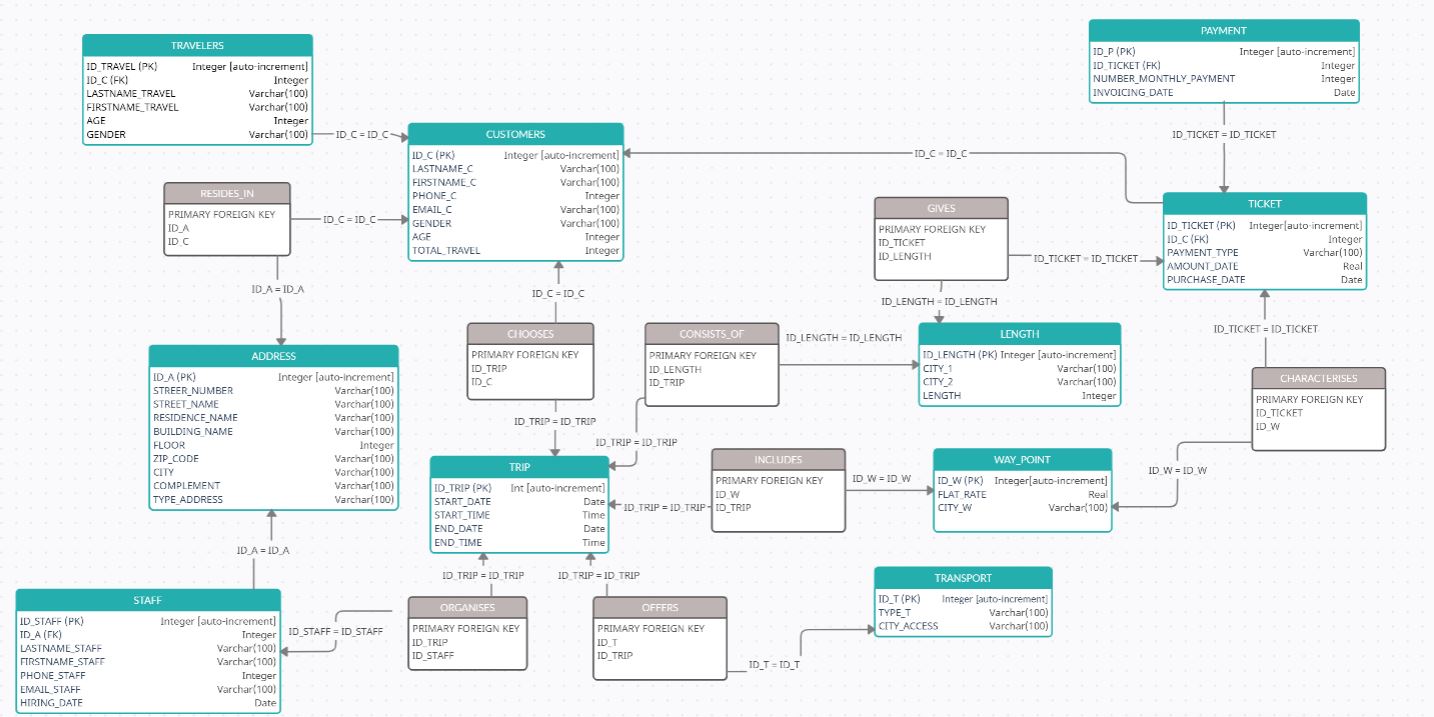 TRAVELERS
ID_TRAVEL (PK) Integer [auto-increment]
ID_C (FK) Integer
LASTNAME_TRAVEL Varchar(100)
FIRSTNAME_TRAVEL Varchar(100)
AGE Integer
GENDER Varchar(100)
ID_C = ID_C
CUSTOMERS
ID_C (PK) Integer [auto-increment]
LASTNAME_C Varchar(100)
FIRSTNAME_C Varchar(100)
PHONE_C Integer
EMAIL_C Varchar(100)
GENDER Varchar(100)
AGE Integer
TOTAL_TRAVEL Integer
ID_C = ID_C
PAYMENT
ID_P (PK) Integer [auto-increment]
ID_TICKET (FK) Integer
NUMBER_MONTHLY_PAYMENT Integer
INVOICING_DATE Date
ID_TICKET = ID_TICKET
RESIDES_IN
PRIMARY FOREIGN KEY
ID_A
ID_C
ID_C = ID_C
ID_A = ID_A
GIVES
PRIMARY FOREIGN KEY
ID_TICKET
ID_LENGTH
ID_TICKET = ID_TICKET
ID_LENGTH = ID_LENGTH
TICKET
ID_TICKET (PK) Integer[auto-increment]
ID_C (FK) Integer
PAYMENT_TYPE Varchar(100)
AMOUNT_DATE Real
PURCHASE_DATE Date
ID_TICKET = ID_TICKET
ID_C = ID_C
CHOOSES
PRIMARY FOREIGN KEY
ID_TRIP
ID_C
ID_TRIP = ID_TRIP
CONSISTS_OF
PRIMARY FOREIGN KEY
ID_LENGTH
ID_TRIP
ID_LENGTH = ID_LENGTH
ID_TRIP = ID_TRIP
LENGTH
ID_LENGTH (PK) Integer [auto-increment]
CITY_1 Varchar(100)
CITY_2 Varchar(100)
LENGTH Integer
CHARACTERISES
PRIMARY FOREIGN KEY
ID_TICKET
ID_W
ID_W = ID_W
ADDRESS
ID_A (PK) Integer [auto-increment]
STREER_NUMBER Varchar(100)
STREET_NAME Varchar(100)
RESIDENCE_NAME Varchar(100)
BUILDING_NAME Varchar(100)
FLOOR Integer
ZIP_CODE Varchar(100)
CITY Varchar(100)
COMPLEMENT Varchar(100)
TYPE_ADDRESS Varchar(100)
ID_A = ID_A
TRIP
ID_TRIP (PK) Int [auto-increment]
START_DATE Date
START_TIME Time
END_DATE Date
END_TIME Time
ID_TRIP = ID_TRIP
INCLUDES
PRIMARY FOREIGN KEY
ID_W
ID_TRIP
ID_W = ID_W
WAY_POINT
ID_W (PK) Integer[auto-increment]
FLAT_RATE Real
CITY_W Varchar(100)
ID_TRIP = ID_TRIP
ID_TRIP = ID_TRIP
STAFF
ID_STAFF (PK) Integer [auto-increment]
ID_A (FK) Integer
LASTNAME_STAFF Varchar(100)
FIRSTNAME_STAFF Varchar(100)
PHONE_STAFF Integer
EMAIL_STAFF Varchar(100)
HIRING_DATE Date
ID_STAFF = ID_STAFF
ORGANISES
PRIMARY FOREIGN KEY
ID_TRIP
ID_STAFF
OFFERS
PRIMARY FOREIGN KEY
ID_T
ID_TRIP
ID_T = ID_T
TRANSPORT
ID_T (PK) Integer [auto-increment]
TYPE_T Varchar(100)
CITY_ACCESS Varchar(100)